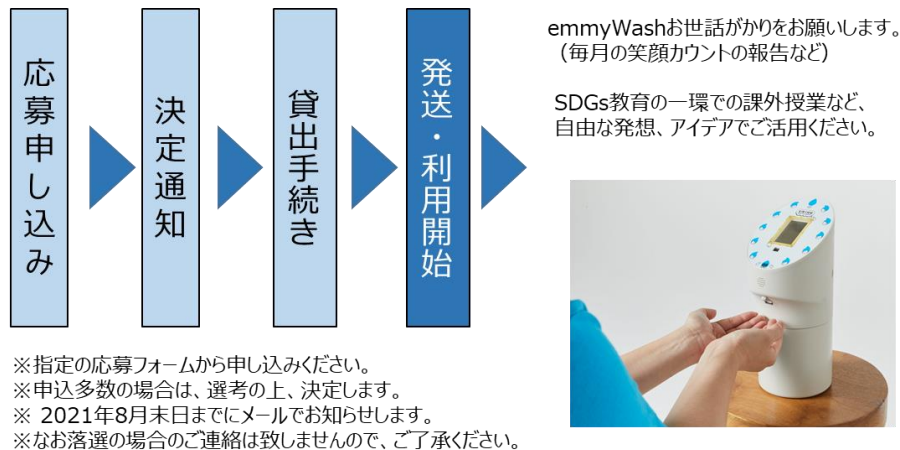 応募申し込み
決定通知
貸出手続き
発送・利用開始
emmyWashお世話がかりをお願いします。
（毎月の笑顔カウントの報告など）
SDGs教育の一環での課外授業など、
自由な発想、アイデアでご活用ください。
※指定の応募フォームから申し込みください。
※申込多数の場合は、選考の上、決定します。
※ 2021年8月末日までにメールでお知らせします。
※なお落選の場合のご連絡は致しませんので、ご了承ください。